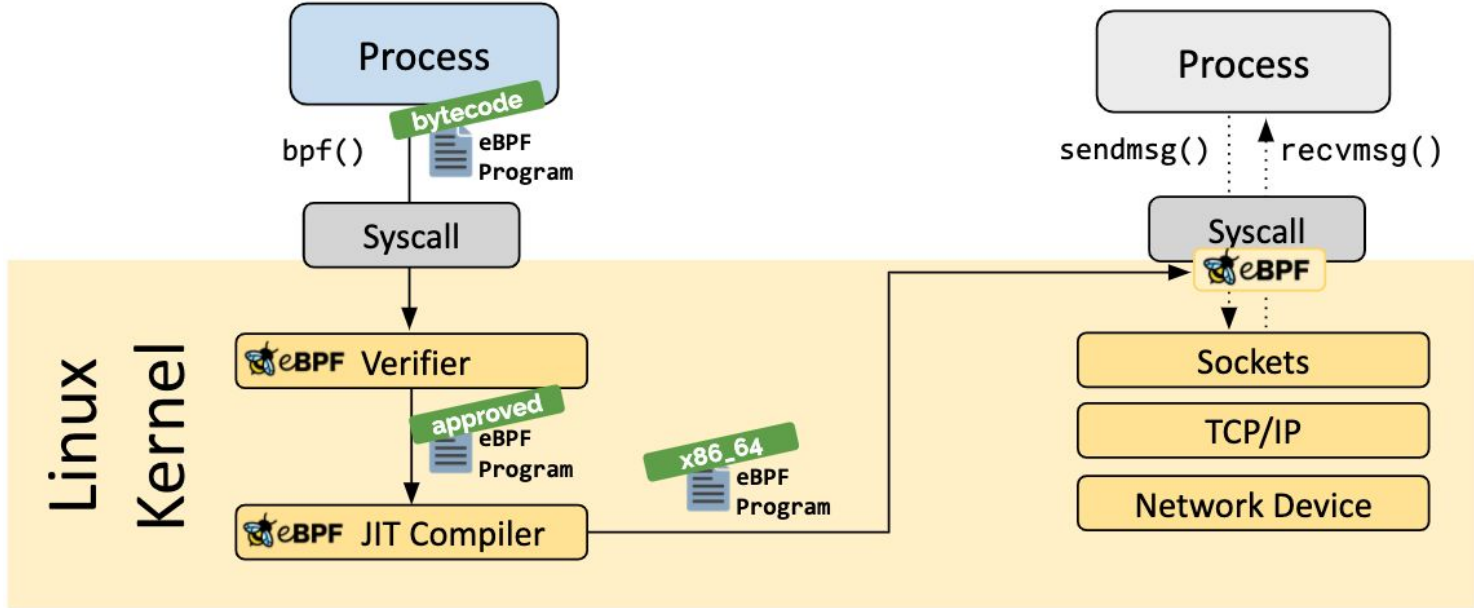 Process
bytecode
bpf()
eBPF
Program
Syscall
Linux
Kernel
eBPF Verifier
approved
eBPF
Program
eBPF JIT Compiler
x86_64
eBPF
Program
Process
sendmsg()
recvmsg()
Syscall
eBPF
Sockets
TCP/IP
Network Device